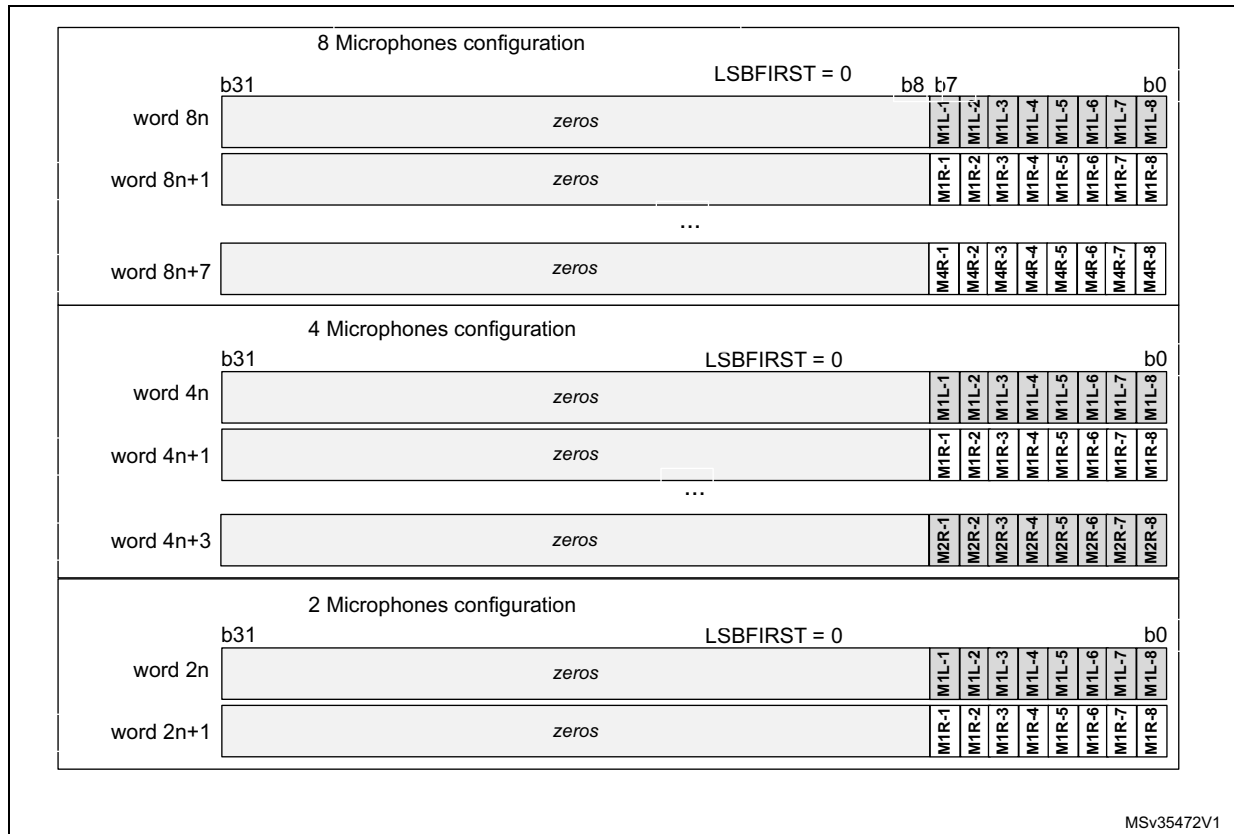 8 Microphones configuration
LSBFIRST = 0
b31 b8 b7 b0
word 8n zeros M1L-1 M1L-2 M1L-3 M1L-4 M1L-5 M1L-6 M1L-7 M1L-8
word 8n+1 zeros M1R-1 M1R-2 M1R-3 M1R-4 M1R-5 M1R-6 M1R-7 M1R-8
...
word 8n+7 zeros M4R-1 M4R-2 M4R-3 M4R-4 M4R-5 M4R-6 M4R-7 M4R-8
4 Microphones configuration
b31 LSBFIRST = 0 b0
word 4n zeros M1L-1 M1L-2 M1L-3 M1L-4 M1L-5 M1L-6 M1L-7 M1L-8
word 4n+1 zeros M1R-1 M1R-2 M1R-3 M1R-4 M1R-5 M1R-6 M1R-7 M1R-8
...
word 4n+3 zeros M2R-1 M2R-2 M2R-3 M2R-4 M2R-5 M2R-6 M2R-7 M2R-8
2 Microphones configuration
b31 LSBFIRST = 0 b0
word 2n zeros M1L-1 M1L-2 M1L-3 M1L-4 M1L-5 M1L-6 M1L-7 M1L-8
word 2n+1 zeros M1R-1 M1R-2 M1R-3 M1R-4 M1R-5 M1R-6 M1R-7 M1R-8
MSv35472V1